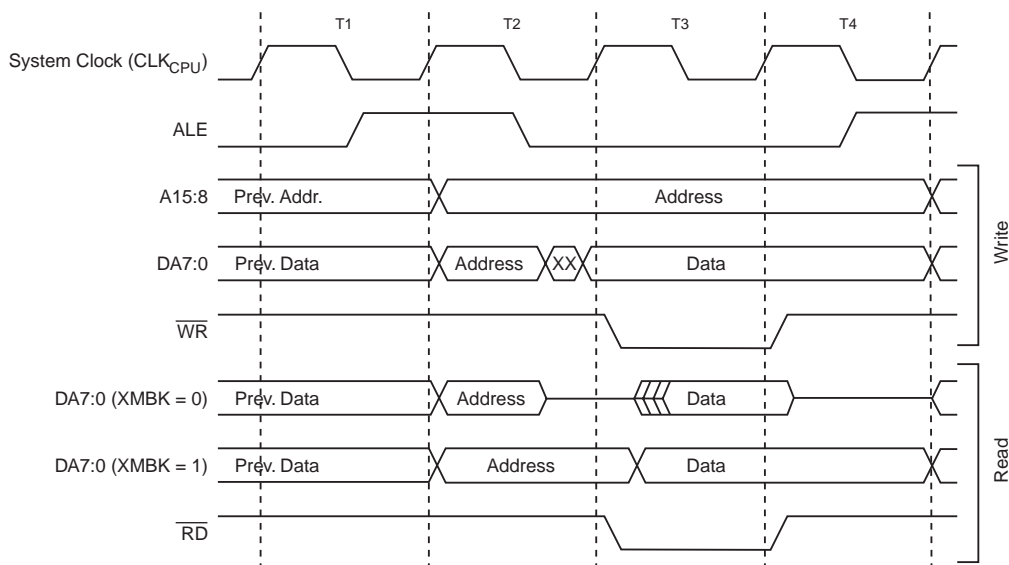 T1 T2 T3 T4
System Clock (CLKCPU)
ALE
A15:8 Prev. Addr. Address
DA7:0 Prev. Data Address XX Data
WR
Write
DA7:0 (XMBK = 0) Prev. Data Address Data
DA7:0 (XMBK = 1) Prev. Data Address Data
RD
Read